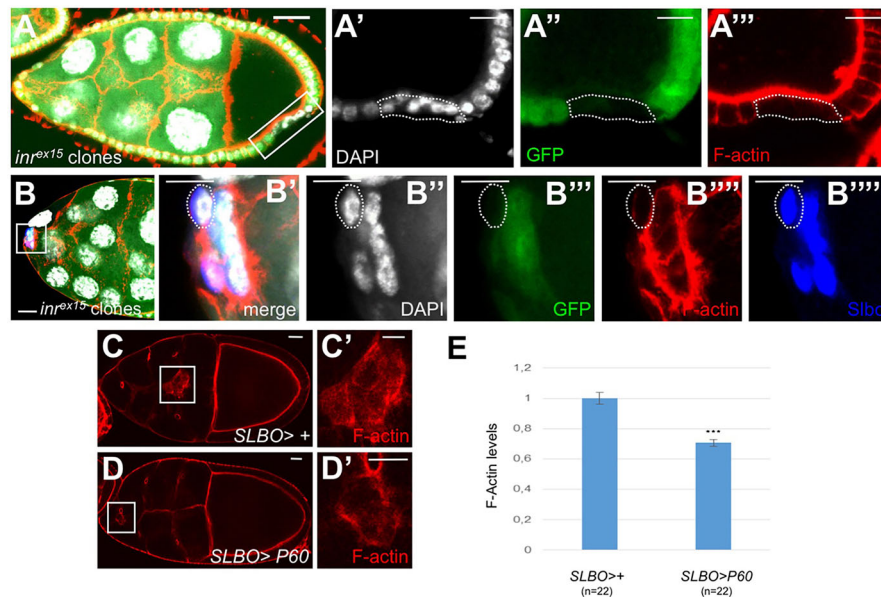 A
inr^ex15 clones
A'
DAPI
A''
GFP
A'''
F-actin
B
inr^ex15 clones
B'
merge
B''
DAPI
B'''
GFP
B''''
F-actin
B'''''
Slbo
C
SLBO> +
C'
F-actin
D
SLBO> P60
D'
F-actin
E
F-Actin levels
1,2
1
0,8
0,6
0,4
0,2
0
***
SLBO>+
(n=22)
SLBO>P60
(n=22)